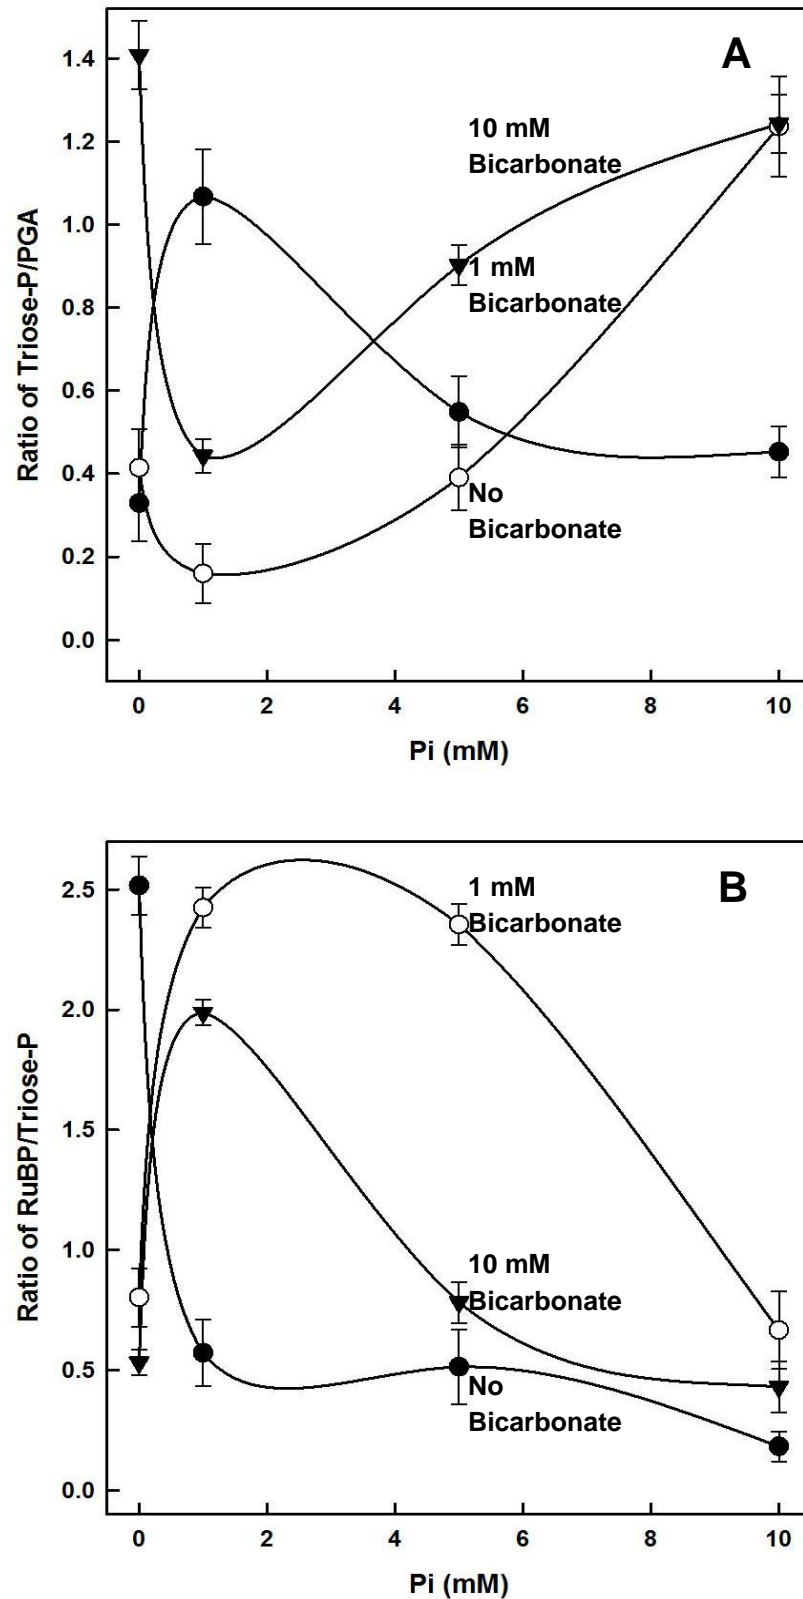 A
1.4
1.2
1.0
0.8
0.6
0.4
0.2
0.0
Ratio of Triose-P/PGA
10 mM
Bicarbonate
1 mM
Bicarbonate
No
Bicarbonate
0 2 4 6 8 10
Pi (mM)
B
2.5
2.0
1.5
1.0
0.5
0.0
Ratio of RuBP/Triose-P
1 mM
Bicarbonate
10 mM
Bicarbonate
No
Bicarbonate
0 2 4 6 8 10
Pi (mM)